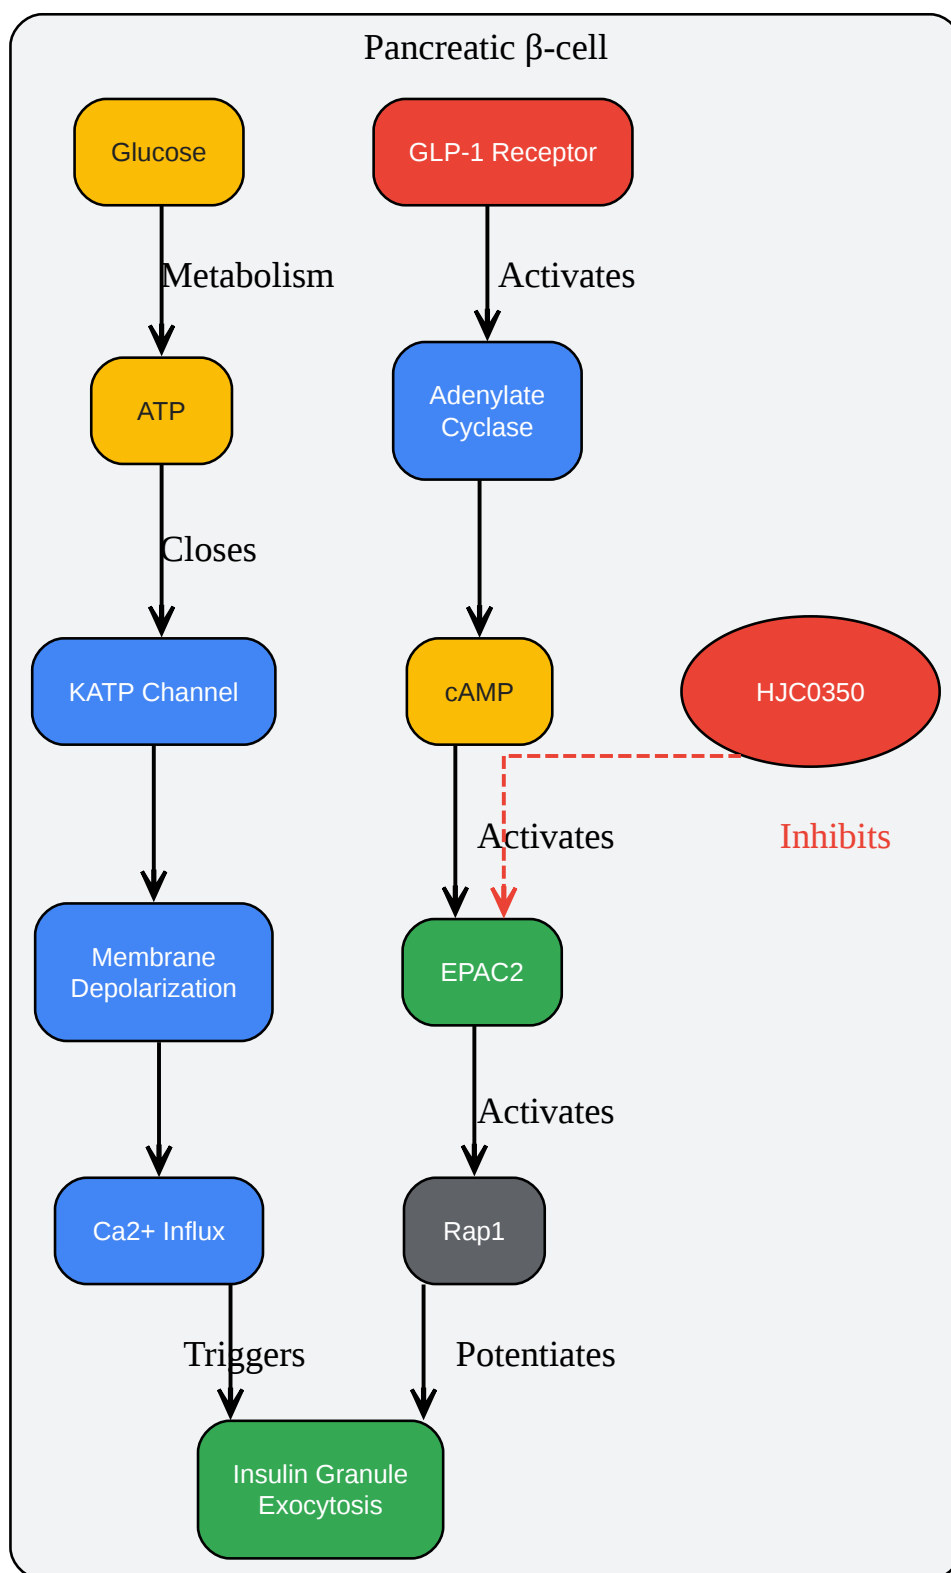 Pancreatic β-cell
Glucose
GLP-1 Receptor
Metabolism
Activates
ATP
Adenylate
Cyclase
Closes
KATP Channel
cAMP
HJC0350
Activates
Inhibits
Membrane
Depolarization
EPAC2
Activates
Ca2+ Influx
Rap1
Triggers
Potentiates
Insulin Granule
Exocytosis